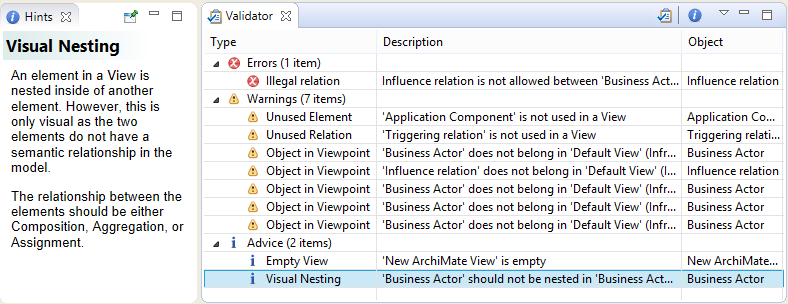 Hints
Visual Nesting
An element in a View is
nested inside of another
element. However, this is
only visual as the two
elements do not have a
semantic relationship in the
model.
The relationship between the
elements should be either
Composition, Aggregation, or
Assignment.
Validator
Type Description Object
Errors (1 item)
Illegal relation Influence relation is not allowed between 'Business Act... Influence relation
Warnings (7 items)
Unused Element 'Application Component' is not used in a View Application Co...
Unused Relation 'Triggering relation' is not used in a View Triggering relati...
Object in Viewpoint 'Business Actor' does not belong in 'Default View' (Infr... Business Actor
Object in Viewpoint 'Influence relation' does not belong in 'Default View' (I... Influence relation
Object in Viewpoint 'Business Actor' does not belong in 'Default View' (Infr... Business Actor
Object in Viewpoint 'Business Actor' does not belong in 'Default View' (Infr... Business Actor
Object in Viewpoint 'Business Actor' does not belong in 'Default View' (Infr... Business Actor
Advice (2 items)
Empty View 'New ArchiMate View' is empty New ArchiMate...
Visual Nesting 'Business Actor' should not be nested in 'Business Act... Business Actor